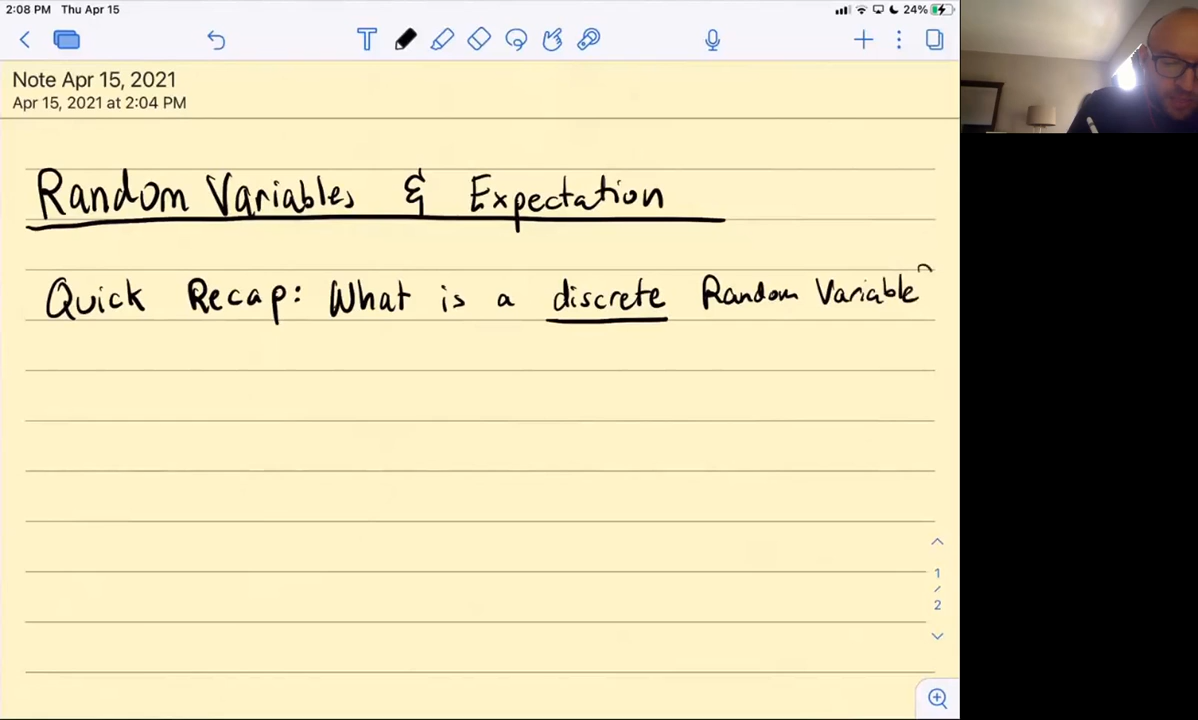 2:08 PM Thu Apr 15 24%
Note Apr 15, 2021
Apr 15, 2021 at 2:04 PM
Random Variables & Expectation
Quick Recap: What is a discrete Random Variable
1
/
2